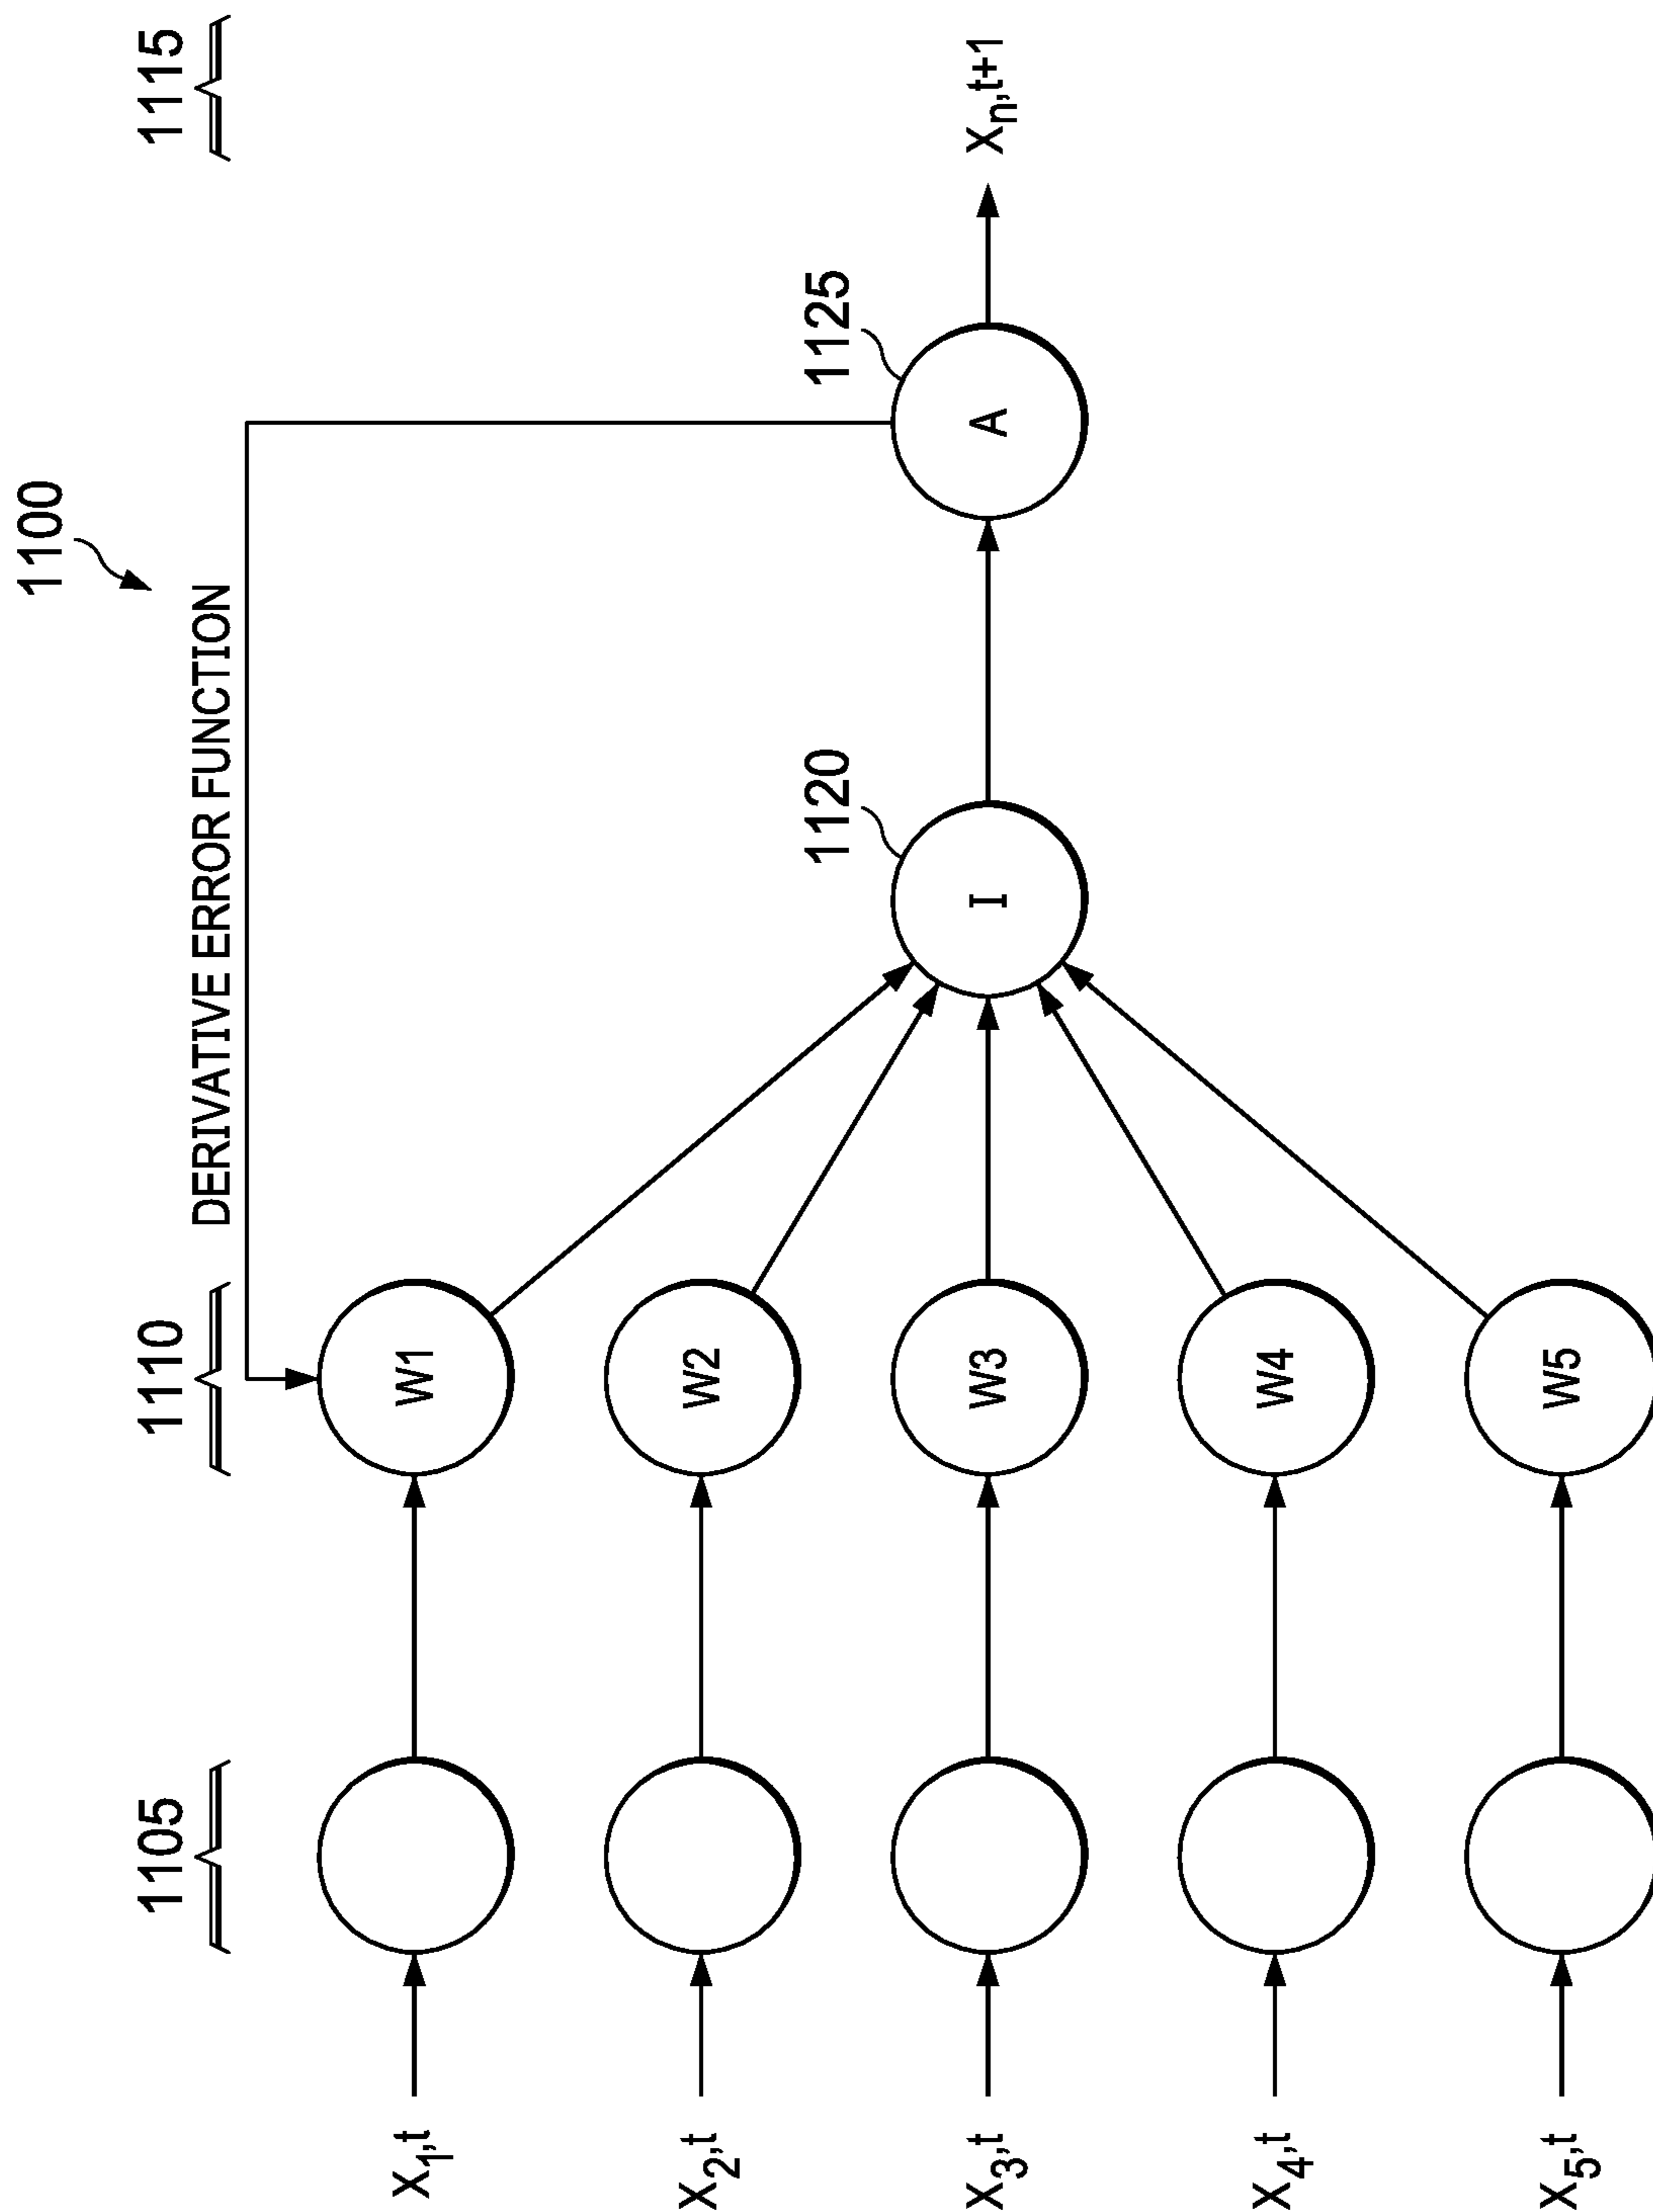 1100
1105
1110
1115
DERIVATIVE ERROR FUNCTION
x₁,t
W1
x₂,t
W2
1120
1125
x₃,t
W3
I
A
xₙ,t+1
x₄,t
W4
x₅,t
W5